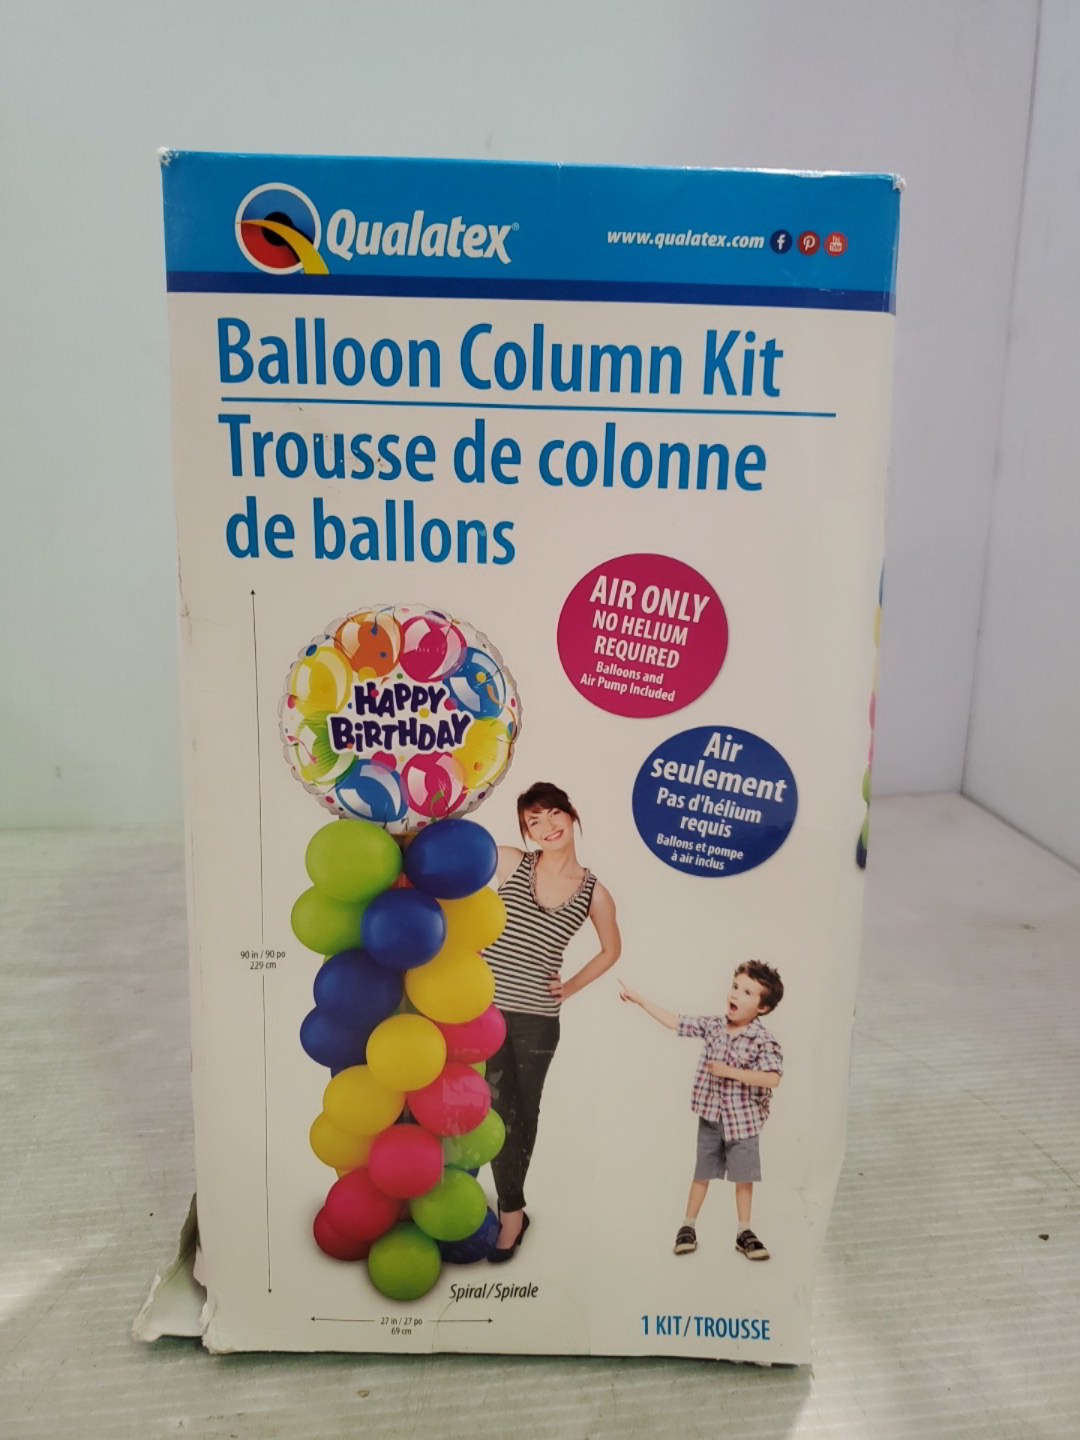 Qualatex®
www.qualatex.com
You
Tube
Balloon Column Kit
Trousse de colonne
de ballons
AIR ONLY
NO HELIUM
REQUIRED
Balloons and
Air Pump Included
Air
seulement
Pas d'hélium
requis
Ballons et pompe
à air inclus
HAPPY
BIRTHDAY
90 in / 90 po
229 cm
Spiral/Spirale
27 in / 27 po
69 cm
1 KIT/TROUSSE